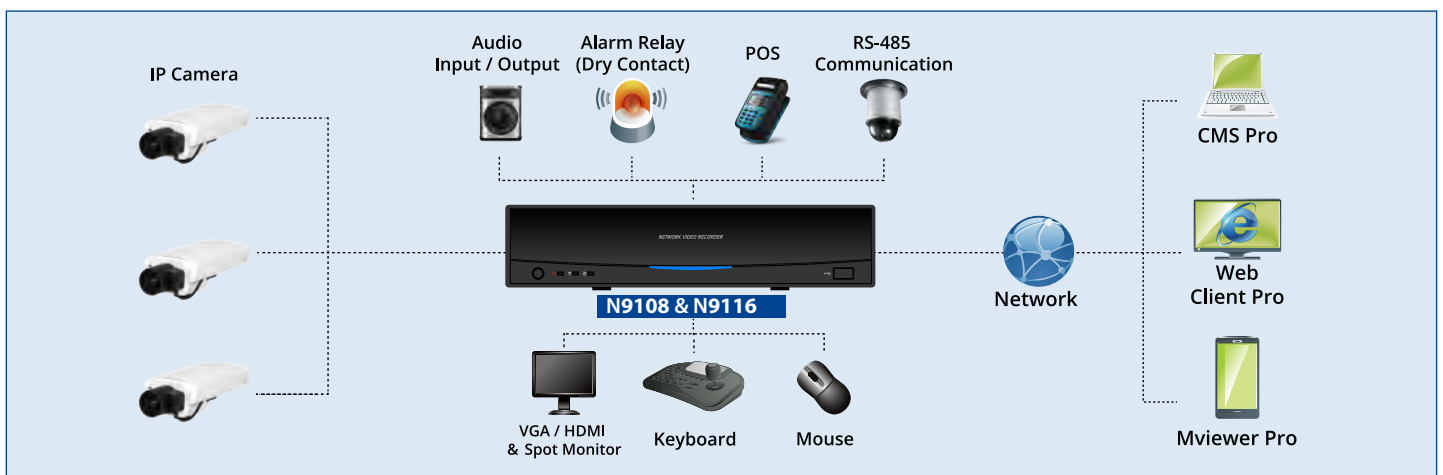 IP Camera
Audio
Input / Output
Alarm Relay
(Dry Contact)
POS
RS-485
Communication
NETWORK VIDEO RECORDER
N9108 & N9116
VGA / HDMI
& Spot Monitor
Keyboard
Mouse
Network
CMS Pro
Web
Client Pro
Mviewer Pro